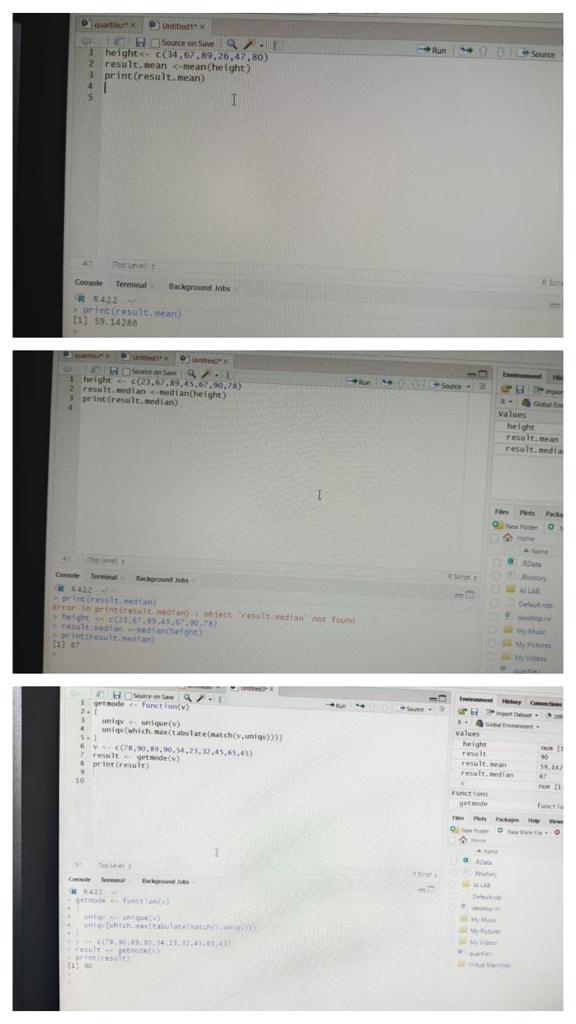 quartile.r* × Untitled1* ×
Source on Save Run Source
1 height<- c(34,67,89,26,47,80)
2 result.mean <-mean(height)
3 print(result.mean)
4
5
4:1 (Top Level)
Console Terminal Background Jobs
R 4.2.2 · ~/
> print(result.mean)
[1] 59.14286
>
quartile.r* × Untitled1* × Untitled2* ×
Source on Save Run Source
1 height <- c(23,67,89,45,67,90,78)
2 result.median <-median(height)
3 print(result.median)
4
4:1 (Top Level) R Script
Console Terminal Background Jobs
R 4.2.2 · ~/
> print(result.median)
Error in print(result.median) : object 'result.median' not found
> height <- c(23,67,89,45,67,90,78)
> result.median <-median(height)
> print(result.median)
[1] 67
>
Environment
R Global
values
height
result.mean
Files Plots
New Folder
Home
Name
.RData
.Rhistory
AI LAB
Default.rdp
desktop.ini
My Music
My Pictures
My Videos
Source on Save Run Source
1 getmode <- function(v)
2 {
3 uniqv <- unique(v)
4 uniqv[which.max(tabulate(match(v,uniqv)))]
5 }
6 v <- c(78,90,89,90,54,23,32,45,65,45)
7 result <- getmode(v)
8 print(result)
9
10
(Top Level) R Script
Console Terminal Background Jobs
R 4.2.2 · ~/
> getmode <- function(v)
+ {
+ uniqv <- unique(v)
+ uniqv[which.max(tabulate(match(v,uniqv)))]
+ }
> v <- c(78,90,89,90,54,23,32,45,65,45)
> result <- getmode(v)
> print(result)
[1] 90
>
Environment History Connections
Import Dataset
R Global Environment
values
height num [1
result 90
result.mean 59.142
result.median 67
v num [1:
Functions
getmode
Files Plots Packages Help
New Folder New Blank File
Home
Name
.RData
.Rhistory
AI LAB
Default.rdp
desktop.ini
My Music
My Pictures
My Videos
quartile.r
Virtual Machines